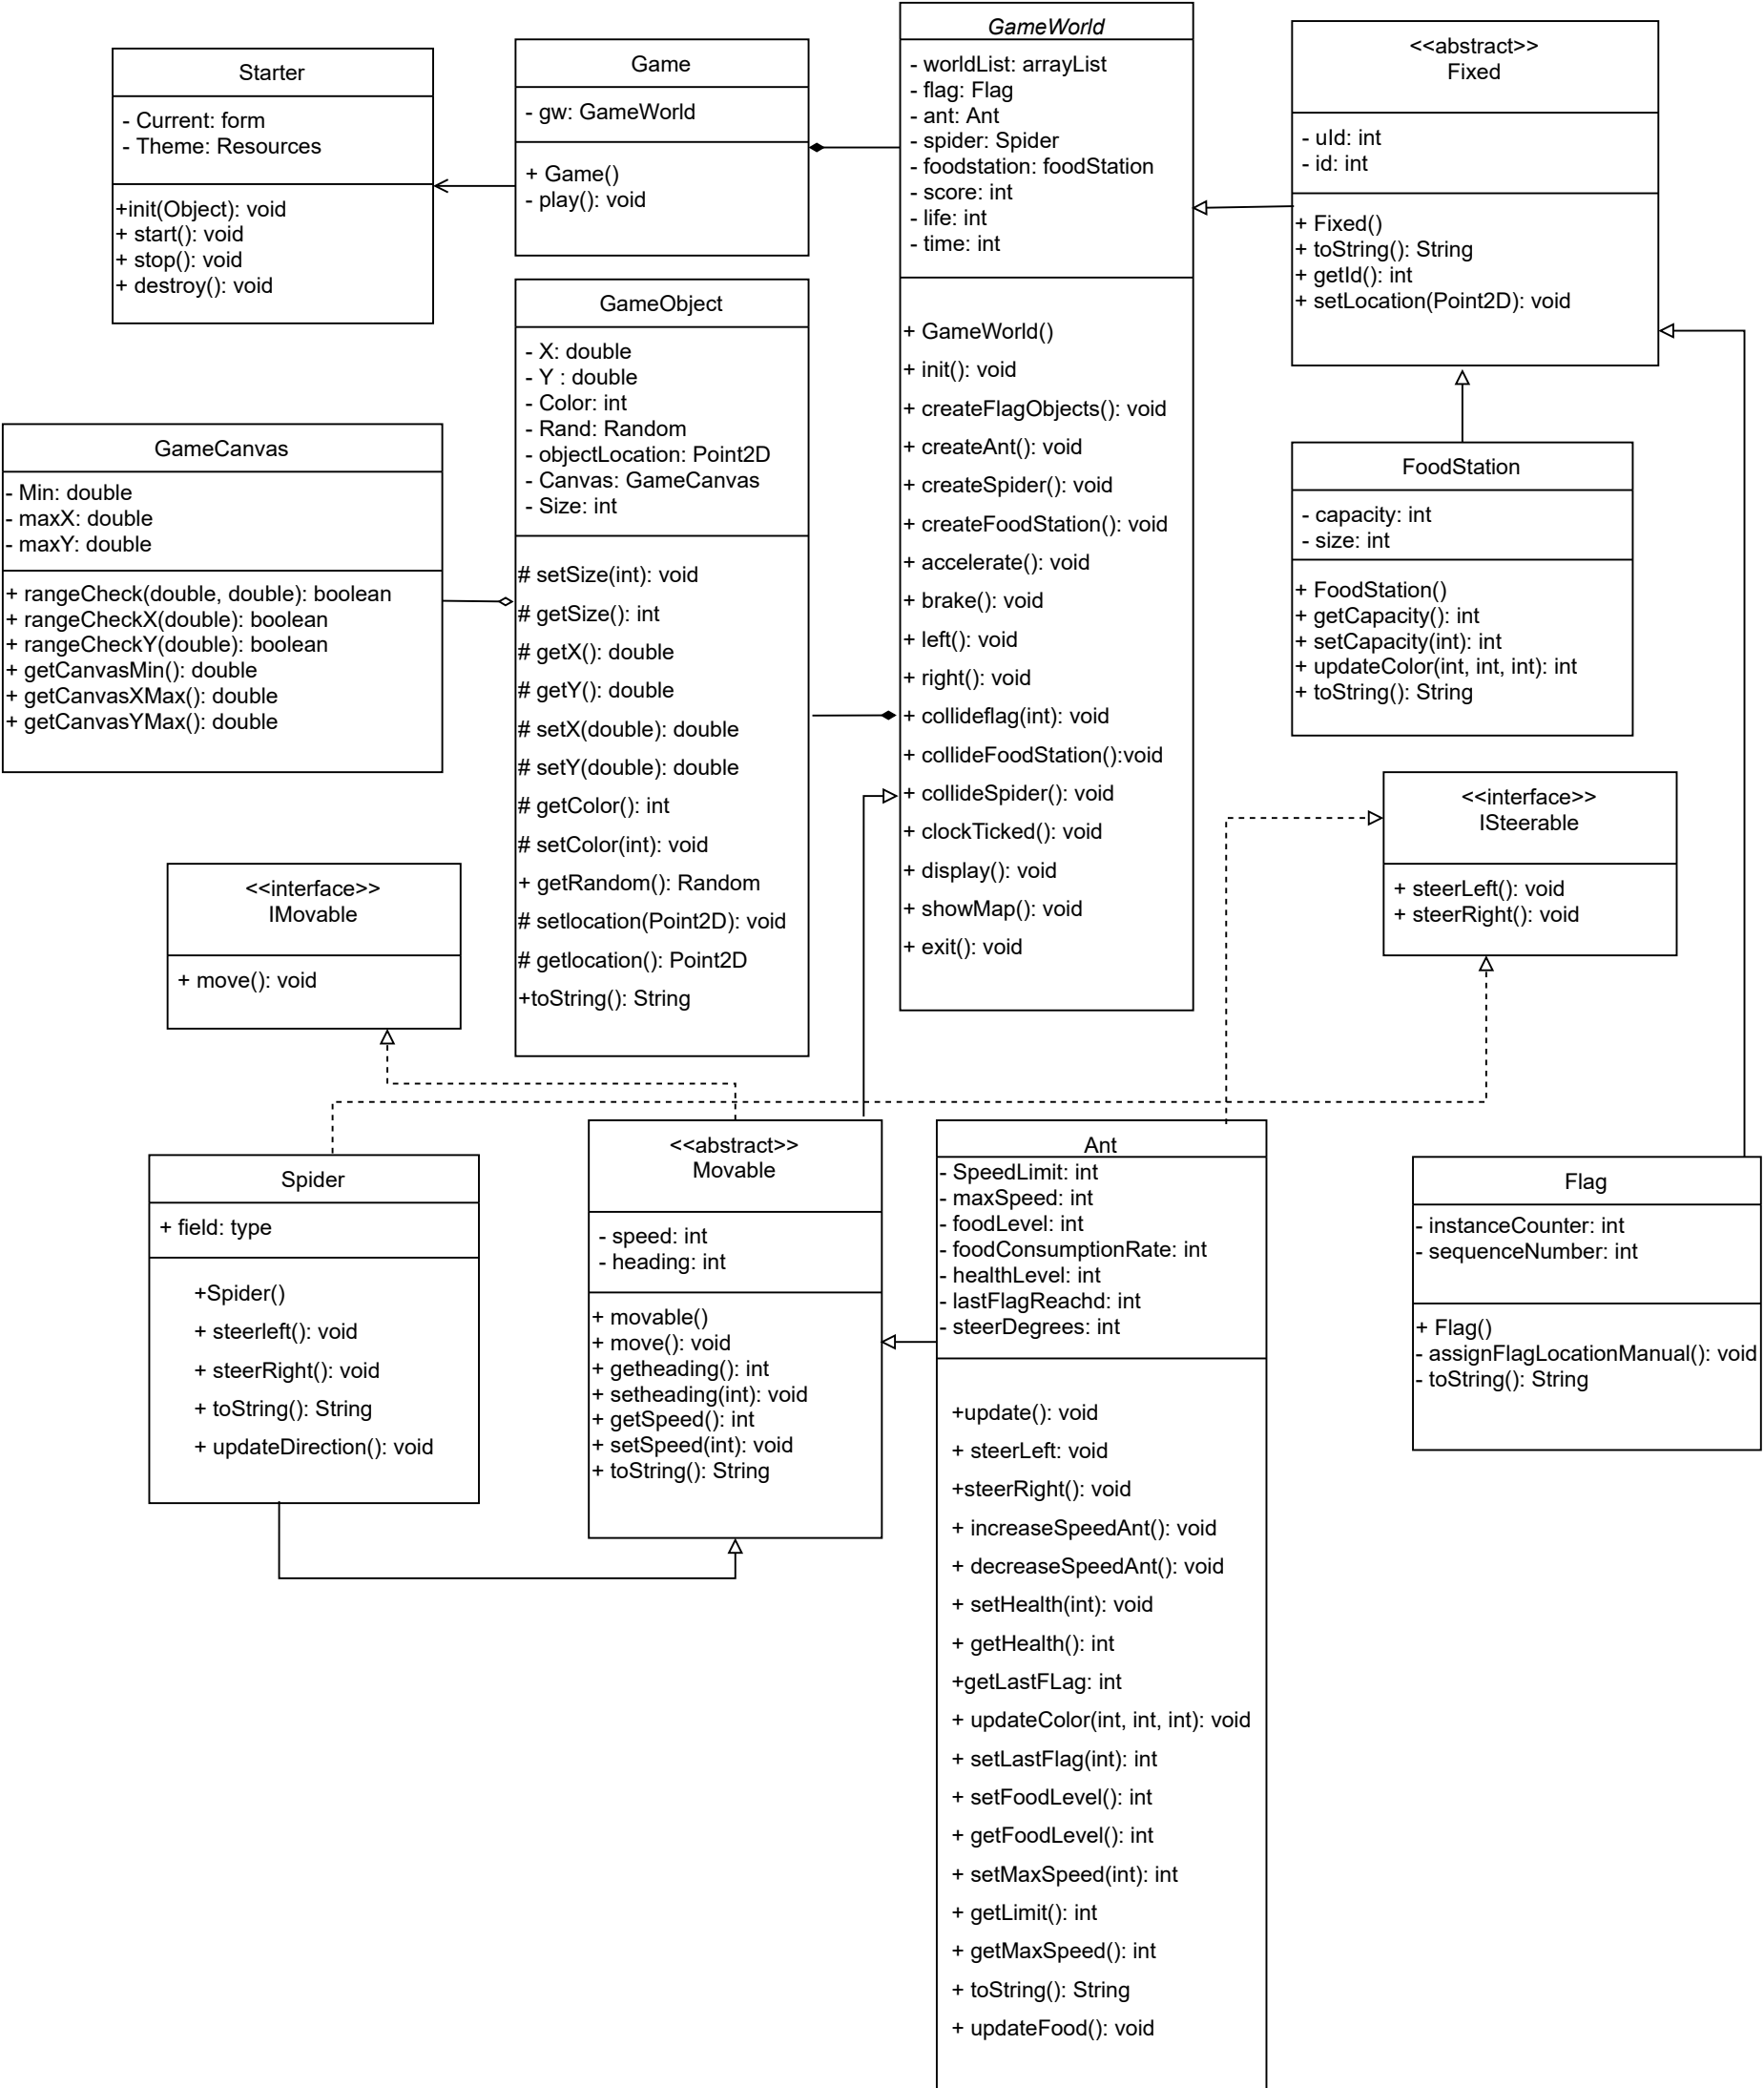 Starter
- Current: form
- Theme: Resources
+init(Object): void
+ start(): void
+ stop(): void
+ destroy(): void
Game
- gw: GameWorld
+ Game()
- play(): void
GameWorld
- worldList: arrayList
- flag: Flag
- ant: Ant
- spider: Spider
- foodstation: foodStation
- score: int
- life: int
- time: int
+ GameWorld()
+ init(): void
+ createFlagObjects(): void
+ createAnt(): void
+ createSpider(): void
+ createFoodStation(): void
+ accelerate(): void
+ brake(): void
+ left(): void
+ right(): void
+ collideflag(int): void
+ collideFoodStation():void
+ collideSpider(): void
+ clockTicked(): void
+ display(): void
+ showMap(): void
+ exit(): void
<<abstract>>
Fixed
- uId: int
- id: int
+ Fixed()
+ toString(): String
+ getId(): int
+ setLocation(Point2D): void
GameObject
- X: double
- Y : double
- Color: int
- Rand: Random
- objectLocation: Point2D
- Canvas: GameCanvas
- Size: int
# setSize(int): void
# getSize(): int
# getX(): double
# getY(): double
# setX(double): double
# setY(double): double
# getColor(): int
# setColor(int): void
+ getRandom(): Random
# setlocation(Point2D): void
# getlocation(): Point2D
+toString(): String
GameCanvas
- Min: double
- maxX: double
- maxY: double
+ rangeCheck(double, double): boolean
+ rangeCheckX(double): boolean
+ rangeCheckY(double): boolean
+ getCanvasMin(): double
+ getCanvasXMax(): double
+ getCanvasYMax(): double
FoodStation
- capacity: int
- size: int
+ FoodStation()
+ getCapacity(): int
+ setCapacity(int): int
+ updateColor(int, int, int): int
+ toString(): String
<<interface>>
ISteerable
+ steerLeft(): void
+ steerRight(): void
<<interface>>
IMovable
+ move(): void
Spider
+ field: type
+Spider()
+ steerleft(): void
+ steerRight(): void
+ toString(): String
+ updateDirection(): void
<<abstract>>
Movable
- speed: int
- heading: int
+ movable()
+ move(): void
+ getheading(): int
+ setheading(int): void
+ getSpeed(): int
+ setSpeed(int): void
+ toString(): String
Ant
- SpeedLimit: int
- maxSpeed: int
- foodLevel: int
- foodConsumptionRate: int
- healthLevel: int
- lastFlagReachd: int
- steerDegrees: int
+update(): void
+ steerLeft: void
+steerRight(): void
+ increaseSpeedAnt(): void
+ decreaseSpeedAnt(): void
+ setHealth(int): void
+ getHealth(): int
+getLastFLag: int
+ updateColor(int, int, int): void
+ setLastFlag(int): int
+ setFoodLevel(): int
+ getFoodLevel(): int
+ setMaxSpeed(int): int
+ getLimit(): int
+ getMaxSpeed(): int
+ toString(): String
+ updateFood(): void
Flag
- instanceCounter: int
- sequenceNumber: int
+ Flag()
- assignFlagLocationManual(): void
- toString(): String